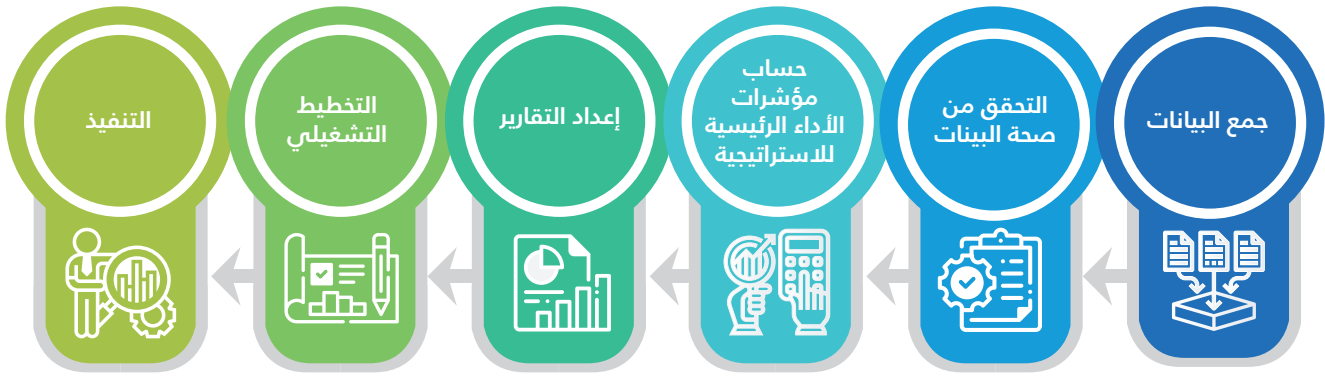 جمع البيانات
التحقق من
صحة البينات
حساب
مؤشرات
الأداء الرئيسية
للاستراتيجية
إعداد التقارير
التخطيط
التشغيلي
التنفيذ